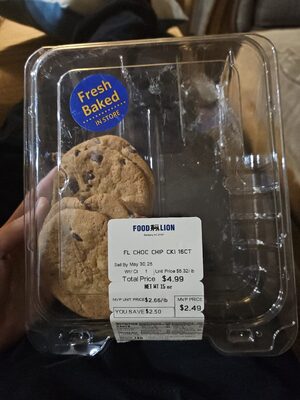 Fresh
Baked
IN STORE
FOOD LION
FL CHOC CHIP CKI 16CT
Sell By May 30, 26
Wt/ Ct 1 Unit Price $5.32/lb
Total Price $4.99
NET WT 15 oz
MVP UNIT PRICE $2.66/lb
MVP PRICE
YOU SAVE $2.50
$2.49